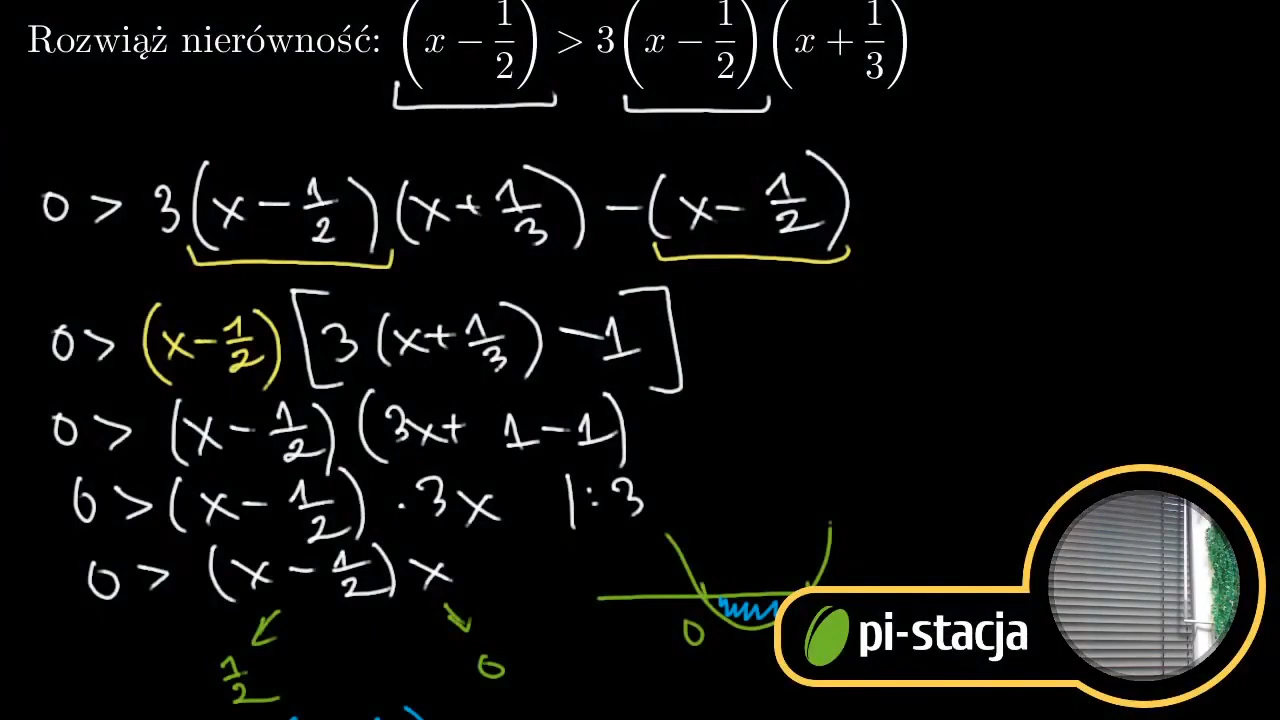 Rozwiąż nierówność: (x − 1/2) > 3(x − 1/2)(x + 1/3)
0 > 3(x − 1/2)(x + 1/3) − (x − 1/2)
0 > (x − 1/2)[3(x + 1/3) − 1]
0 > (x − 1/2)(3x + 1 − 1)
0 > (x − 1/2) · 3x |:3
0 > (x − 1/2)x
1/2 0
0
pi-stacja